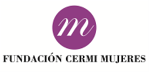 m
FUNDACIÓN CERMI MUJERES